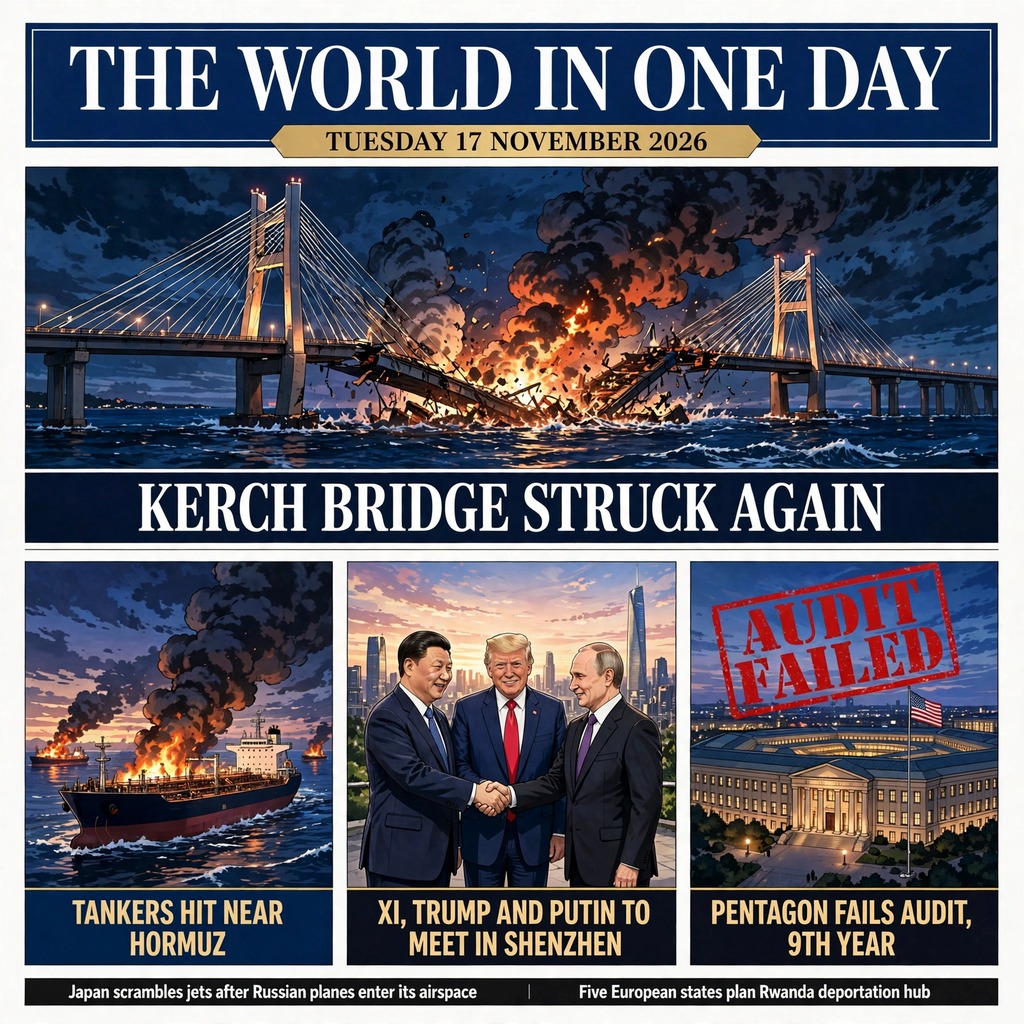 THE WORLD IN ONE DAY
TUESDAY 17 NOVEMBER 2026
KERCH BRIDGE STRUCK AGAIN
TANKERS HIT NEAR
HORMUZ
XI, TRUMP AND PUTIN TO
MEET IN SHENZHEN
AUDIT
FAILED
PENTAGON FAILS AUDIT,
9TH YEAR
Japan scrambles jets after Russian planes enter its airspace
Five European states plan Rwanda deportation hub